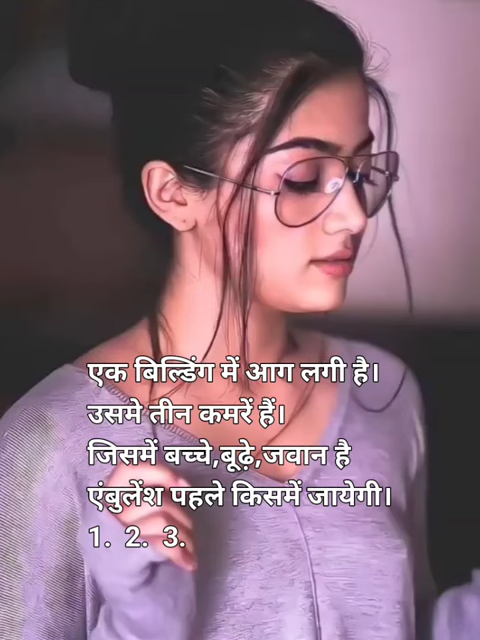 एक बिल्डिंग में आग लगी है।
उसमे तीन कमरें हैं।
जिसमें बच्चे,बूढ़े,जवान है
एंबुलेंश पहले किसमें जायेगी।
1. 2. 3.